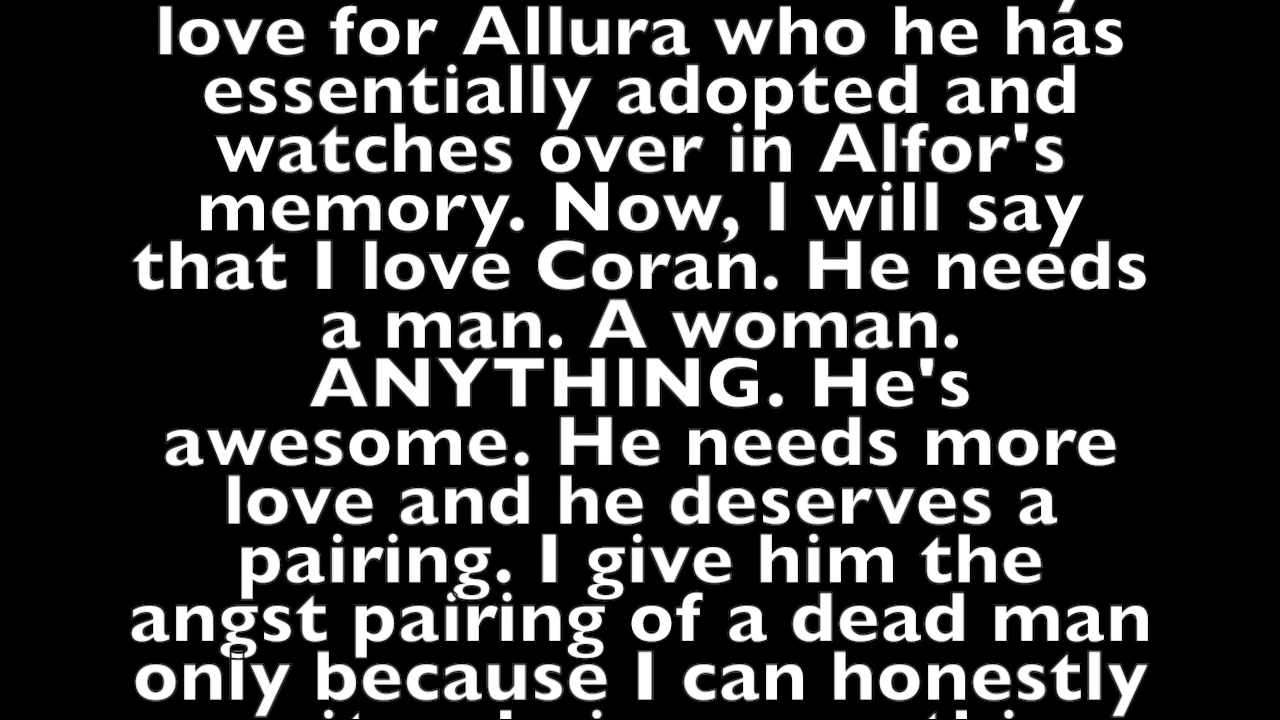 love for Allura who he has
essentially adopted and
watches over in Alfor's
memory. Now, I will say
that I love Coran. He needs
a man. A woman.
ANYTHING. He's
awesome. He needs more
love and he deserves a
pairing. I give him the
angst pairing of a dead man
only because I can honestly